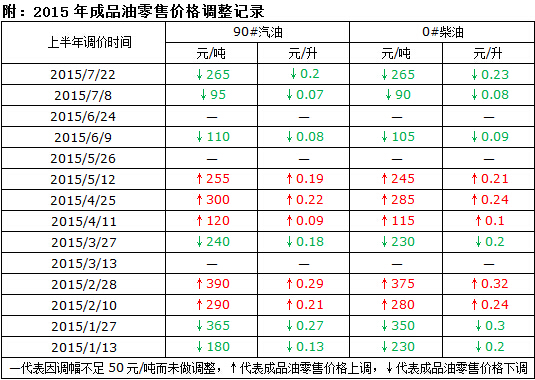 附：2015年成品油零售价格调整记录
上半年调价时间 90#汽油 0#柴油
元/吨 元/升 元/吨 元/升
2015/7/22 ↓265 ↓0.2 ↓265 ↓0.23
2015/7/8 ↓95 ↓0.07 ↓90 ↓0.08
2015/6/24 — — — —
2015/6/9 ↓110 ↓0.08 ↓105 ↓0.09
2015/5/26 — — — —
2015/5/12 ↑255 ↑0.19 ↑245 ↑0.21
2015/4/25 ↑300 ↑0.22 ↑285 ↑0.24
2015/4/11 ↑120 ↑0.09 ↑115 ↑0.1
2015/3/27 ↓240 ↓0.18 ↓230 ↓0.2
2015/3/13 — — — —
2015/2/28 ↑390 ↑0.29 ↑375 ↑0.32
2015/2/10 ↑290 ↑0.21 ↑280 ↑0.24
2015/1/27 ↓365 ↓0.27 ↓350 ↓0.3
2015/1/13 ↓180 ↓0.13 ↓230 ↓0.2
—代表因调幅不足50元/吨而未做调整，↑代表成品油零售价格上调，↓代表成品油零售价格下调